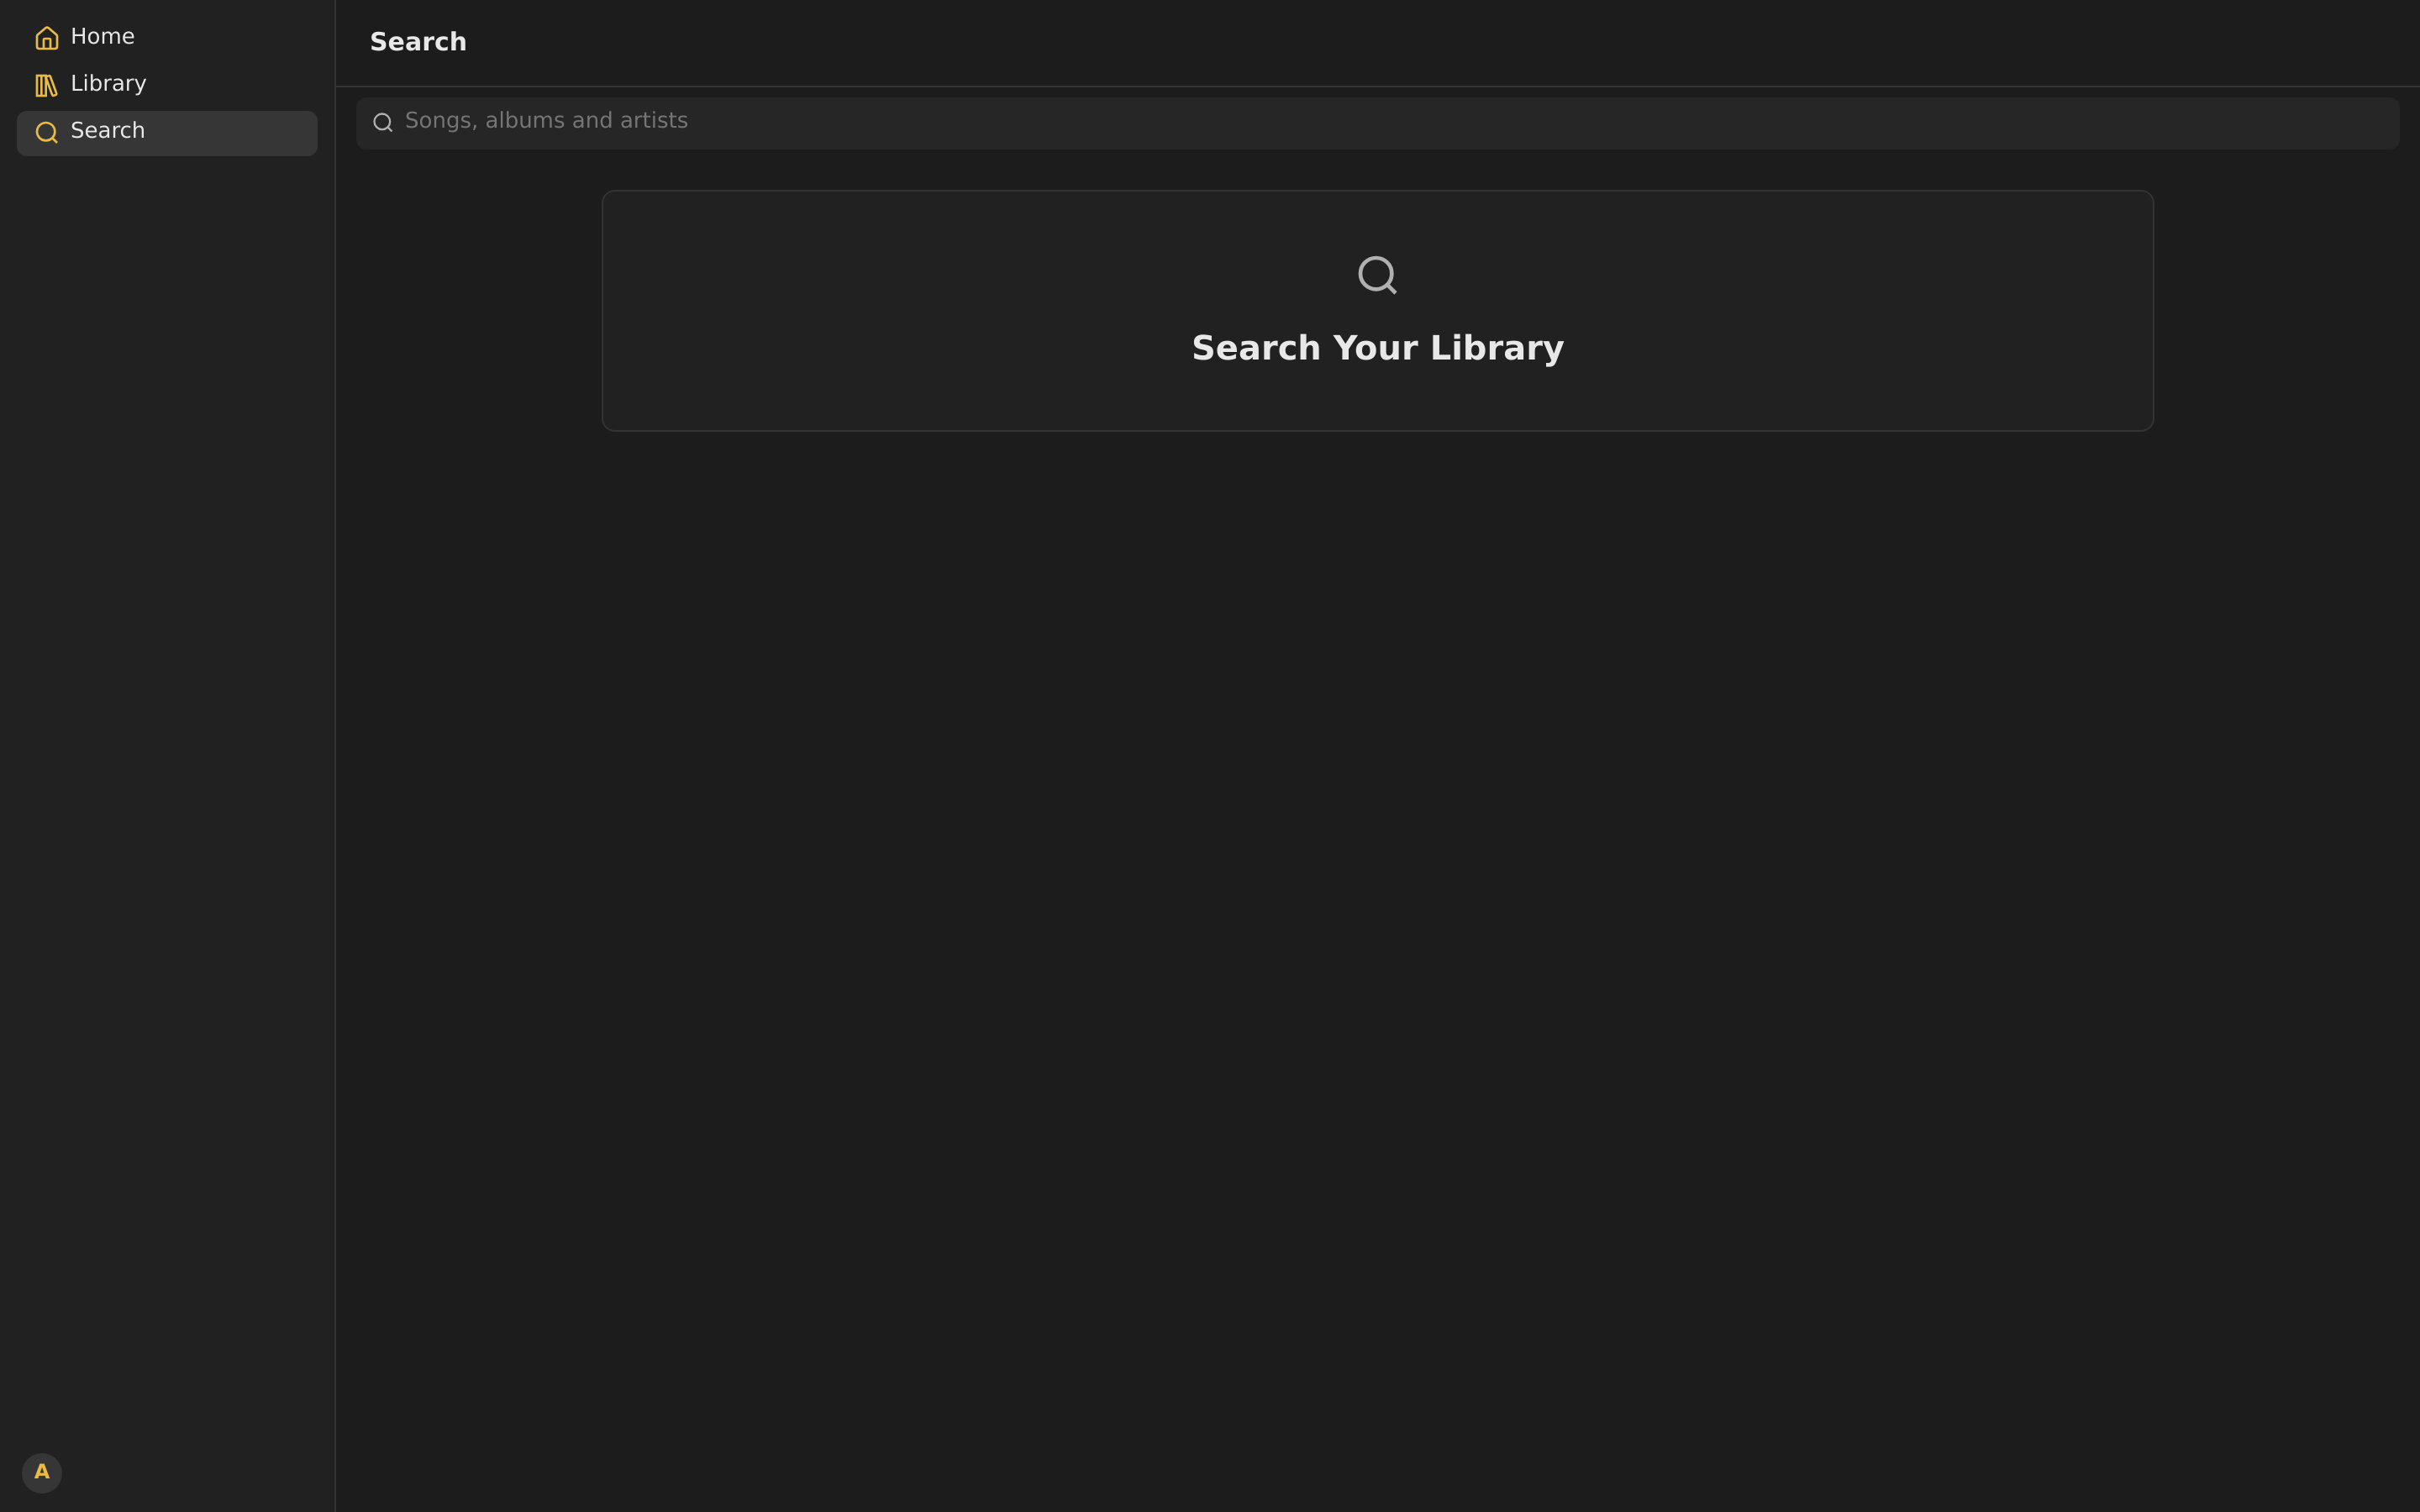 Home
Library
Search
Search
Songs, albums and artists
Search Your Library
A